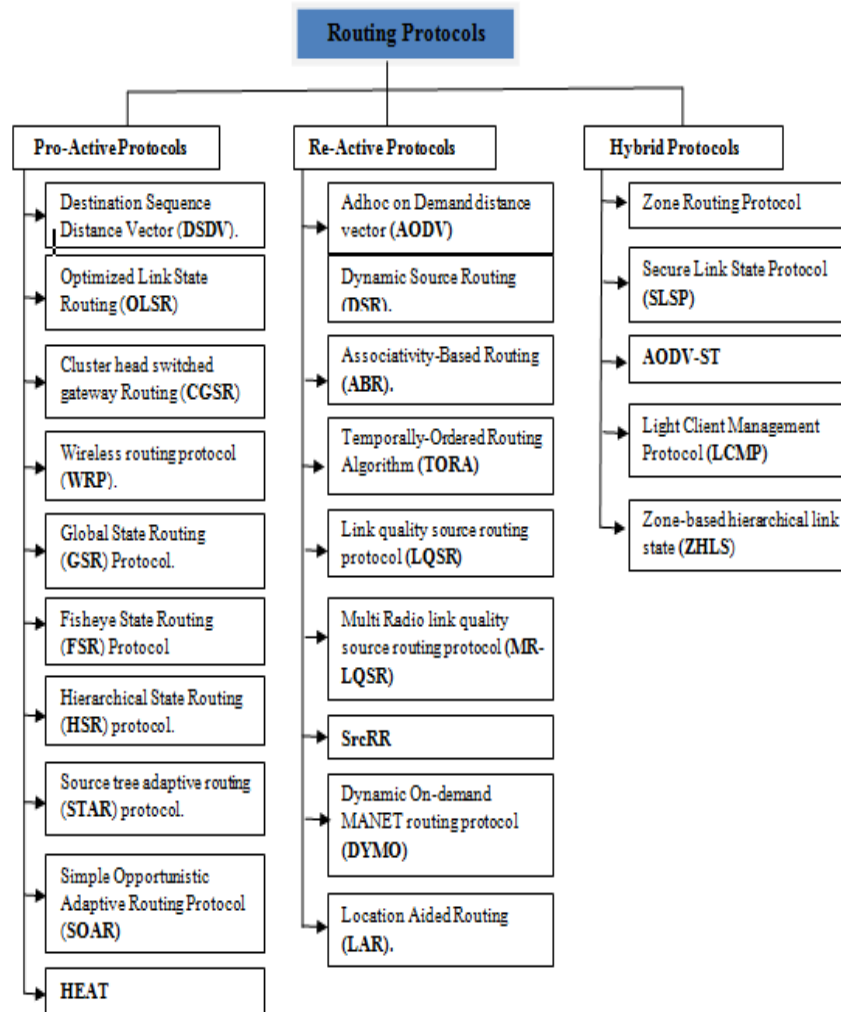 Routing Protocols
Pro-Active Protocols
Destination Sequence
Distance Vector (DSDV).
Optimized Link State
Routing (OLSR)
Cluster head switched
gateway Routing (CGSR)
Wireless routing protocol
(WRP).
Global State Routing
(GSR) Protocol.
Fisheye State Routing
(FSR) Protocol
Hierarchical State Routing
(HSR) protocol.
Source tree adaptive routing
(STAR) protocol.
Simple Opportunistic
Adaptive Routing Protocol
(SOAR)
HEAT
Re-Active Protocols
Adhoc on Demand distance
vector (AODV)
Dynamic Source Routing
(DSR).
Associativity-Based Routing
(ABR).
Temporally-Ordered Routing
Algorithm (TORA)
Link quality source routing
protocol (LQSR)
Multi Radio link quality
source routing protocol (MR-
LQSR)
SrcRR
Dynamic On-demand
MANET routing protocol
(DYMO)
Location Aided Routing
(LAR).
Hybrid Protocols
Zone Routing Protocol
Secure Link State Protocol
(SLSP)
AODV-ST
Light Client Management
Protocol (LCMP)
Zone-based hierarchical link
state (ZHLS)